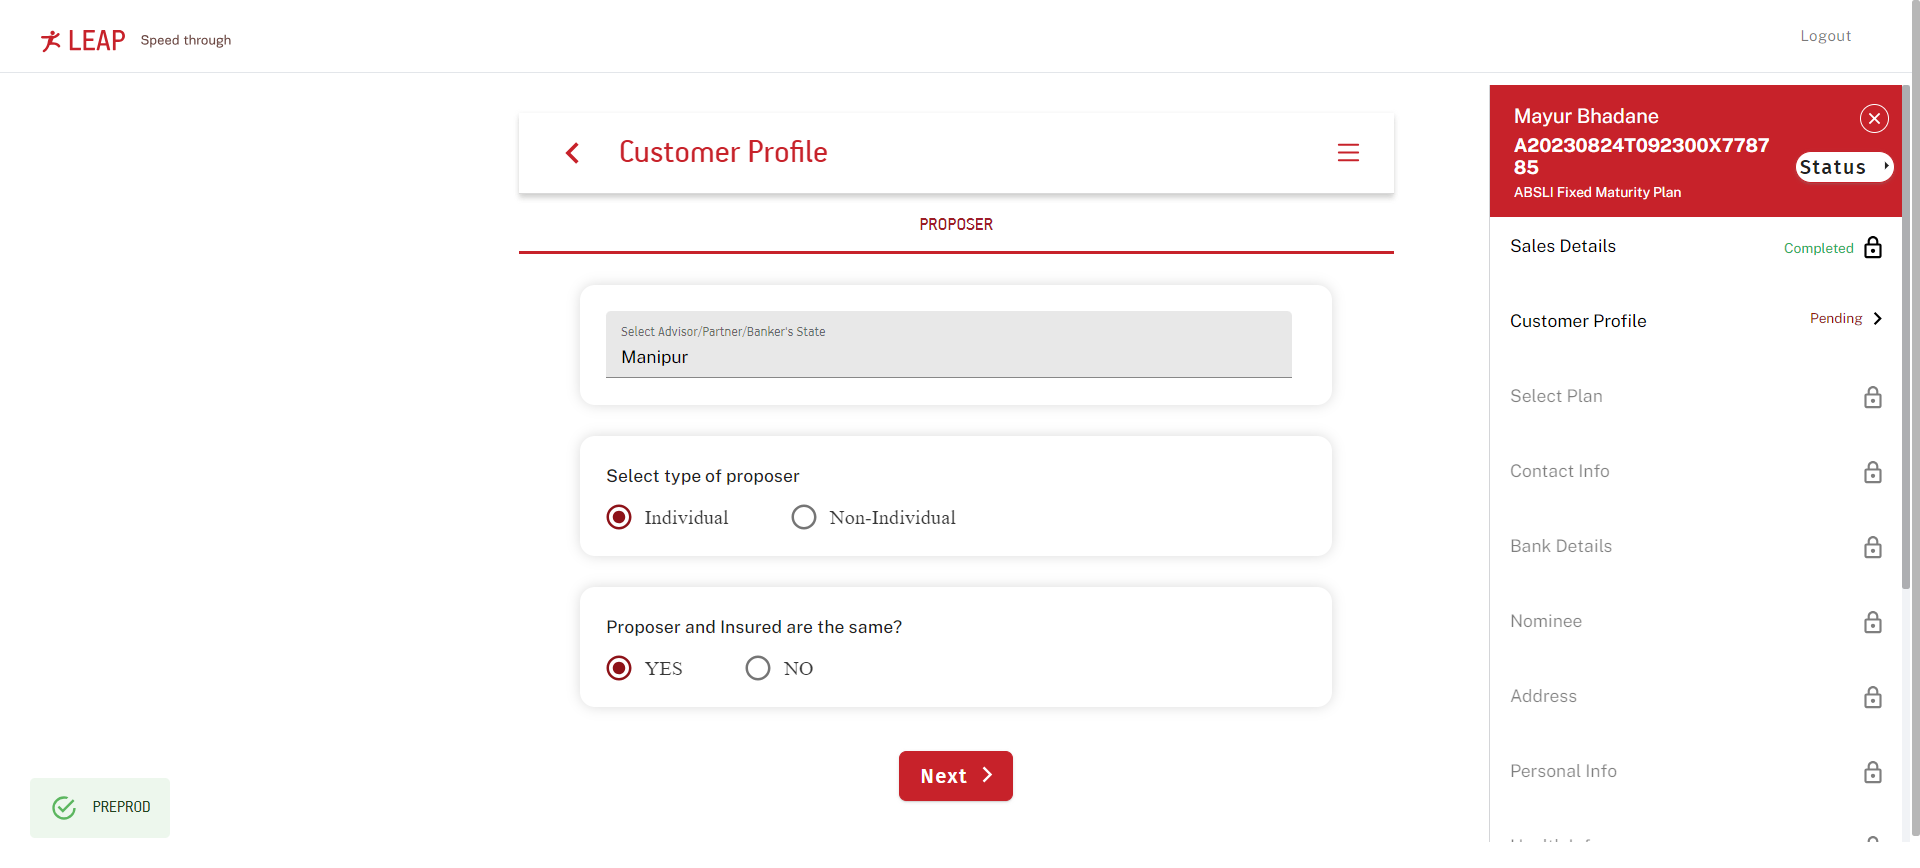 LEAP Speed through
Logout
Customer Profile
PROPOSER
Select Advisor/Partner/Banker's State
Manipur
Select type of proposer
Individual Non-Individual
Proposer and Insured are the same?
YES NO
Next
PREPROD
Mayur Bhadane
A20230824T092300X7787
85
Status
ABSLI Fixed Maturity Plan
Sales Details Completed
Customer Profile Pending
Select Plan
Contact Info
Bank Details
Nominee
Address
Personal Info